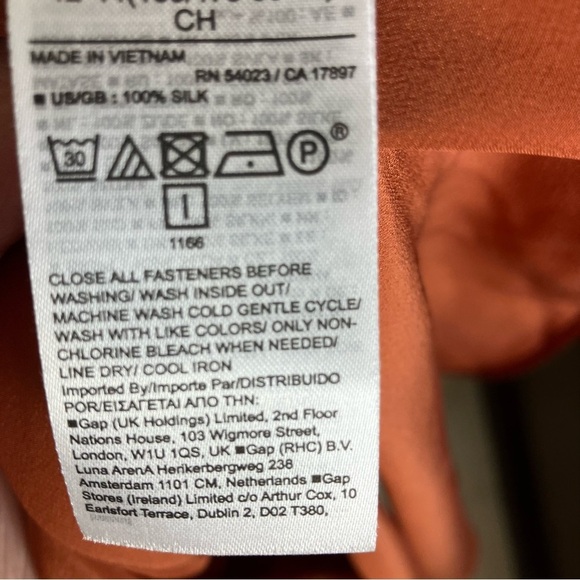 CH
MADE IN VIETNAM
RN 54023 / CA 17897
■ US/GB : 100% SILK
30 P®
I
1166
CLOSE ALL FASTENERS BEFORE
WASHING/ WASH INSIDE OUT/
MACHINE WASH COLD GENTLE CYCLE/
WASH WITH LIKE COLORS/ ONLY NON-
CHLORINE BLEACH WHEN NEEDED/
LINE DRY/ COOL IRON
Imported By/Importe Par/DISTRIBUIDO
POR/ΕΙΣΑΓΕΤΑΙ ΑΠΟ ΤΗΝ:
■Gap (UK Holdings) Limited, 2nd Floor
Nations House, 103 Wigmore Street,
London, W1U 1QS, UK ■Gap (RHC) B.V.
Luna ArenA Herikerbergweg 238
Amsterdam 1101 CM, Netherlands ■Gap
Stores (Ireland) Limited c/o Arthur Cox, 10
Earlsfort Terrace, Dublin 2, D02 T380,